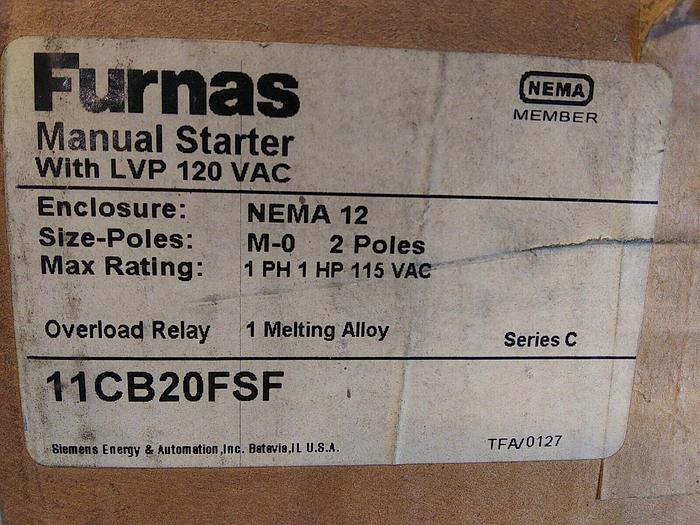 Furnas
NEMA
MEMBER
Manual Starter
With LVP 120 VAC
Enclosure: NEMA 12
Size-Poles: M-0 2 Poles
Max Rating: 1 PH 1 HP 115 VAC
Overload Relay 1 Melting Alloy Series C
11CB20FSF
Siemens Energy & Automation,Inc. Batavia,IL U.S.A. TFA/0127